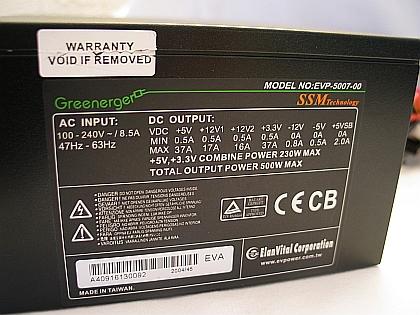 WARRANTY
VOID IF REMOVED
MODEL NO:EVP-5007-00
Greenerger
SSM Technology
AC INPUT:
100 - 240V~ / 8.5A
47Hz - 63Hz
DC OUTPUT:
VDC +5V +12V1 +12V2 +3.3V -12V -5V +5VSB
MIN 0.5A 0.5A 0.5A 0.5A 0A 0A 0A
MAX 37A 17A 16A 37A 0.8A 0.5A 2.0A
+5V,+3.3V COMBINE POWER 230W MAX
TOTAL OUTPUT POWER 500W MAX
CE CB
EVA
A40916130092
2004/45
MADE IN TAIWAN.
ElanVital Corporation
www.evpower.com.tw